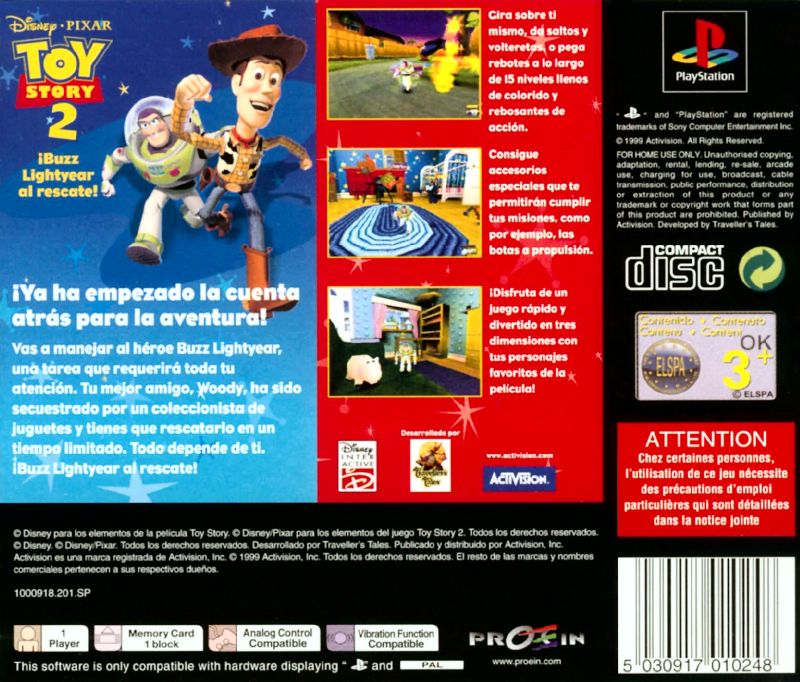 Disney · PIXAR
TOY
STORY
2
¡Buzz
Lightyear
al rescate!
¡Ya ha empezado la cuenta
atrás para la aventura!
Vas a manejar al héroe Buzz Lightyear,
una tarea que requerirá toda tu
atención. Tu mejor amigo, Woody, ha sido
secuestrado por un coleccionista de
juguetes y tienes que rescatarlo en un
tiempo limitado. Todo depende de ti.
¡Buzz Lightyear al rescate!
Gira sobre ti
mismo, da saltos y
volteretas, o pega
rebotes a lo largo
de 15 niveles llenos
de colorido y
rebosantes de
acción.
Consigue
accesorios
especiales que te
permitirán cumplir
tus misiones, como
por ejemplo, las
botas a propulsión.
¡Disfruta de un
juego rápido y
divertido en tres
dimensiones con
tus personajes
favoritos de la
película!
Disney
INTER
ACTIVE
Desarrollado por
Travellers
Tales
www.activision.com
ACTIVISION.
PlayStation
" " and "PlayStation" are registered
trademarks of Sony Computer Entertainment Inc.
© 1999 Activision. All Rights Reserved.
FOR HOME USE ONLY. Unauthorised copying,
adaptation, rental, lending, re-sale, arcade
use, charging for use, broadcast, cable
transmission, public performance, distribution
or extraction of this product or any
trademark or copyright work that forms part
of this product are prohibited. Published by
Activision. Developed by Traveller's Tales.
COMPACT
disc
Contenido > Contenuto
Contenu > Content
ELSPA
OK
3+
© ELSPA
ATTENTION
Chez certaines personnes,
l'utilisation de ce jeu nécessite
des précautions d'emploi
particulières qui sont détaillées
dans la notice jointe
© Disney para los elementos de la película Toy Story. © Disney/Pixar para los elementos del juego Toy Story 2. Todos los derechos reservados.
© Disney. © Disney/Pixar. Todos los derechos reservados. Desarrollado por Traveller's Tales. Publicado y distribuido por Activision, Inc.
Activision es una marca registrada de Activision, Inc. © 1999 Activision, Inc. Todos los derechos reservados. El resto de las marcas y nombres
comerciales pertenecen a sus respectivos dueños.
1000918.201.SP
1
Player
Memory Card
1 block
Analog Control
Compatible
Vibration Function
Compatible
PROEIN
www.proein.com
This software is only compatible with hardware displaying " " and PAL
5 030917 010248